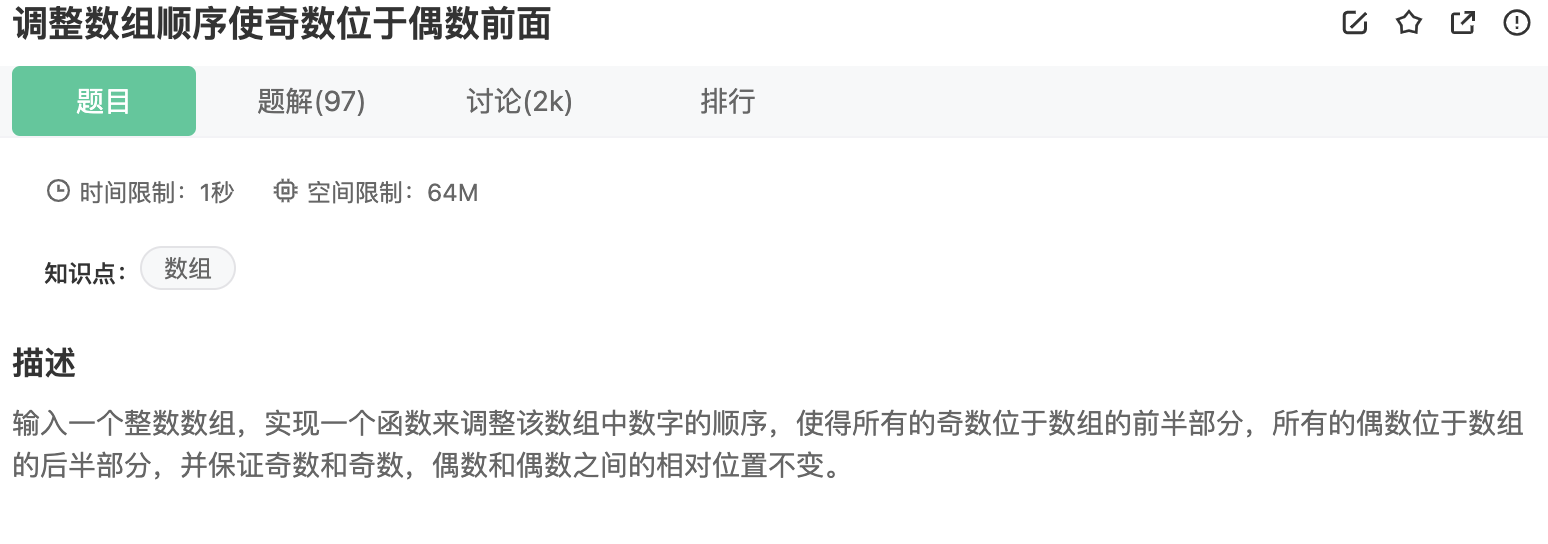 调整数组顺序使奇数位于偶数前面
题目 题解(97) 讨论(2k) 排行
时间限制：1秒 空间限制：64M
知识点： 数组
描述
输入一个整数数组，实现一个函数来调整该数组中数字的顺序，使得所有的奇数位于数组的前半部分，所有的偶数位于数组
的后半部分，并保证奇数和奇数，偶数和偶数之间的相对位置不变。